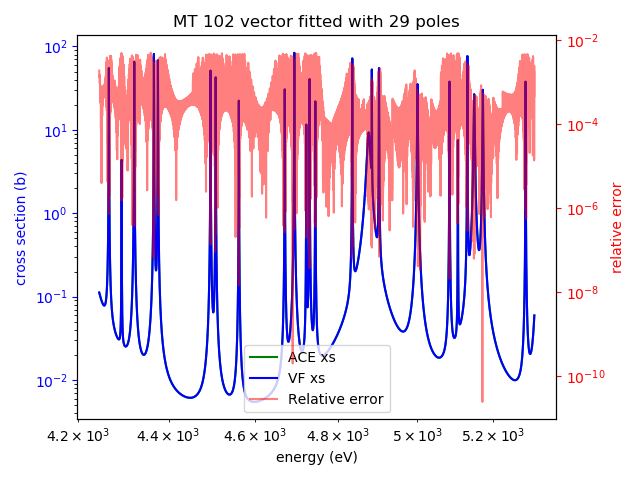 MT 102 vector fitted with 29 poles
10²
10¹
10⁰
10⁻¹
10⁻²
cross section (b)
10⁻²
10⁻⁴
10⁻⁶
10⁻⁸
10⁻¹⁰
relative error
ACE xs
VF xs
Relative error
4.2 × 10³ 4.4 × 10³ 4.6 × 10³ 4.8 × 10³ 5 × 10³ 5.2 × 10³
energy (eV)